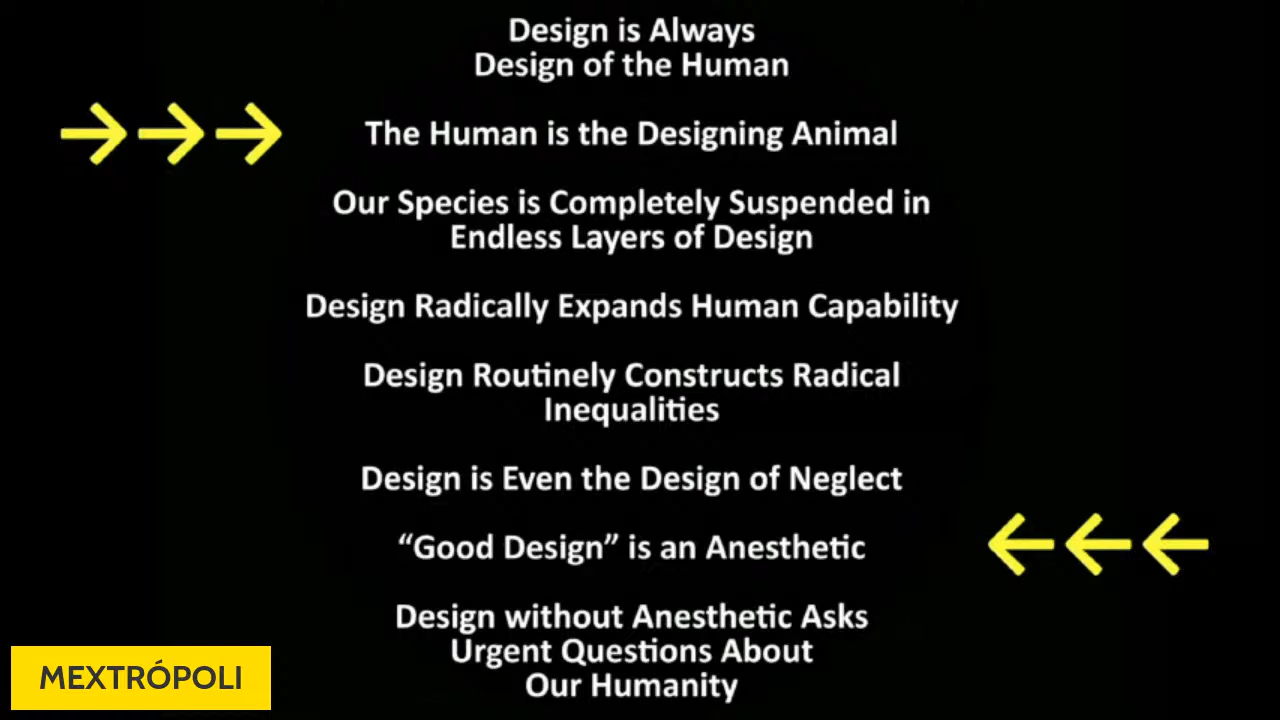 Design is Always
Design of the Human
The Human is the Designing Animal
Our Species is Completely Suspended in
Endless Layers of Design
Design Radically Expands Human Capability
Design Routinely Constructs Radical
Inequalities
Design is Even the Design of Neglect
“Good Design” is an Anesthetic
Design without Anesthetic Asks
Urgent Questions About
Our Humanity
MEXTRÓPOLI